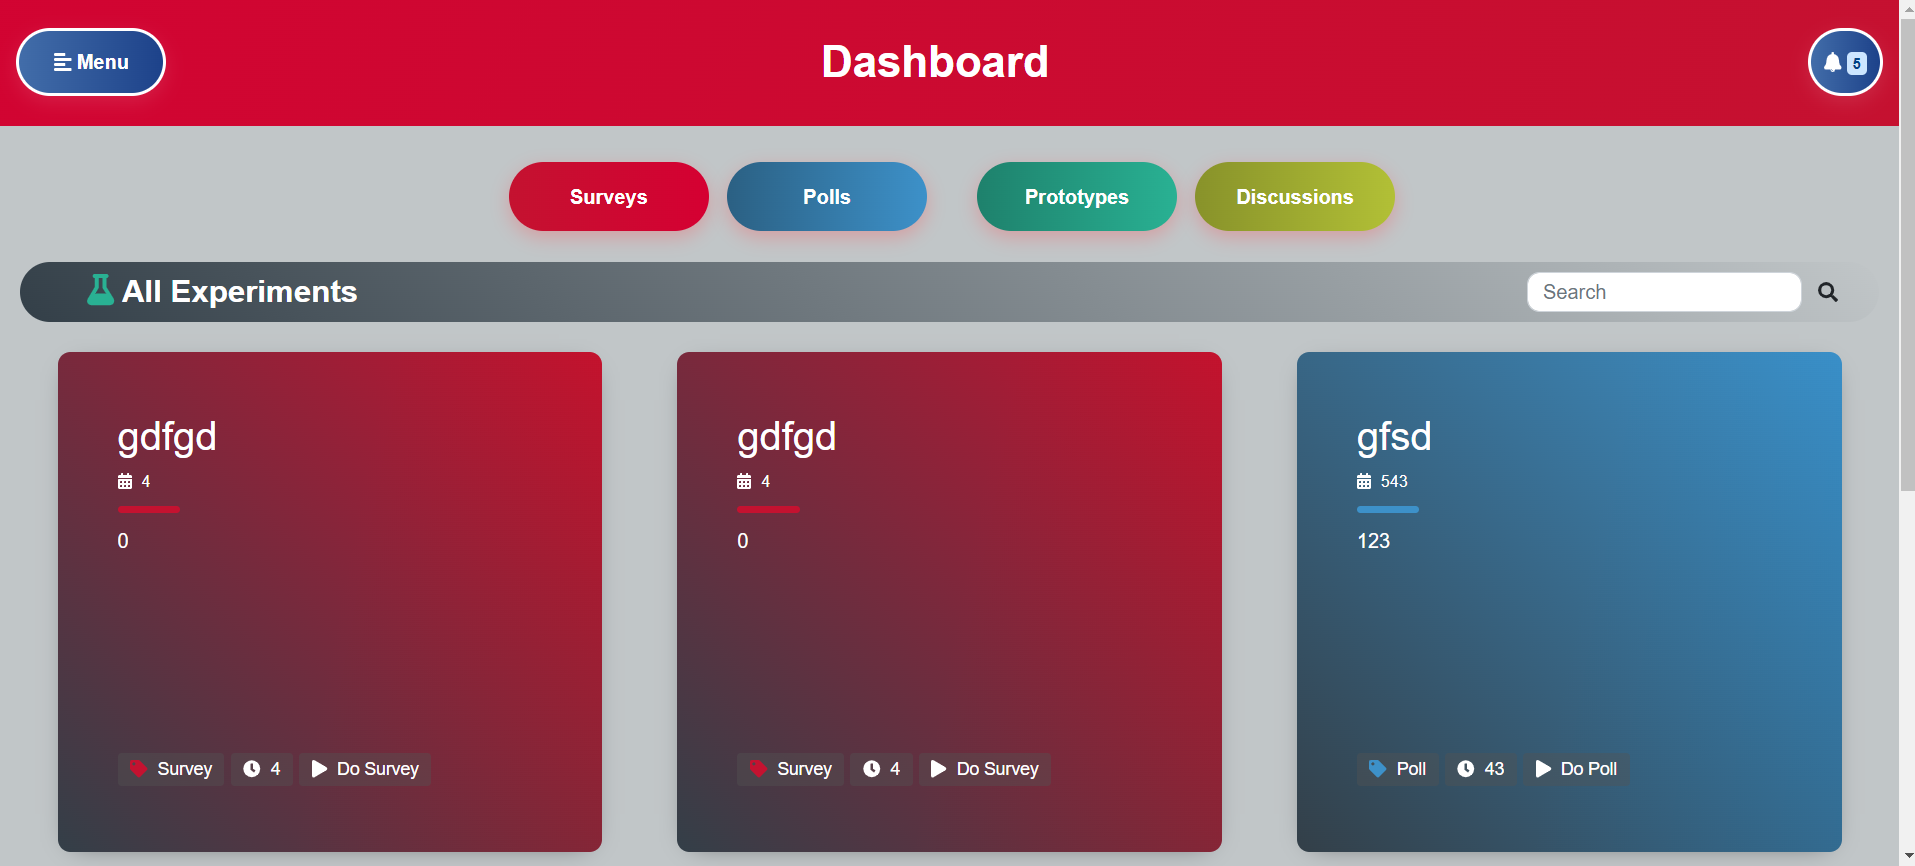 Menu
Dashboard
5
Surveys
Polls
Prototypes
Discussions
All Experiments
Search
gdfgd
4
0
Survey
4
Do Survey
gdfgd
4
0
Survey
4
Do Survey
gfsd
543
123
Poll
43
Do Poll